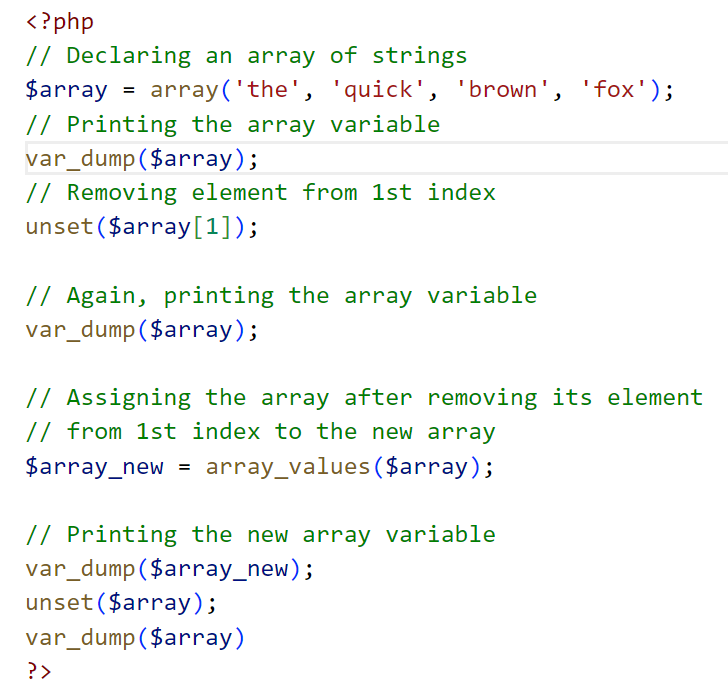 <?php
// Declaring an array of strings
$array = array('the', 'quick', 'brown', 'fox');
// Printing the array variable
var_dump($array);
// Removing element from 1st index
unset($array[1]);
// Again, printing the array variable
var_dump($array);
// Assigning the array after removing its element
// from 1st index to the new array
$array_new = array_values($array);
// Printing the new array variable
var_dump($array_new);
unset($array);
var_dump($array)
?>